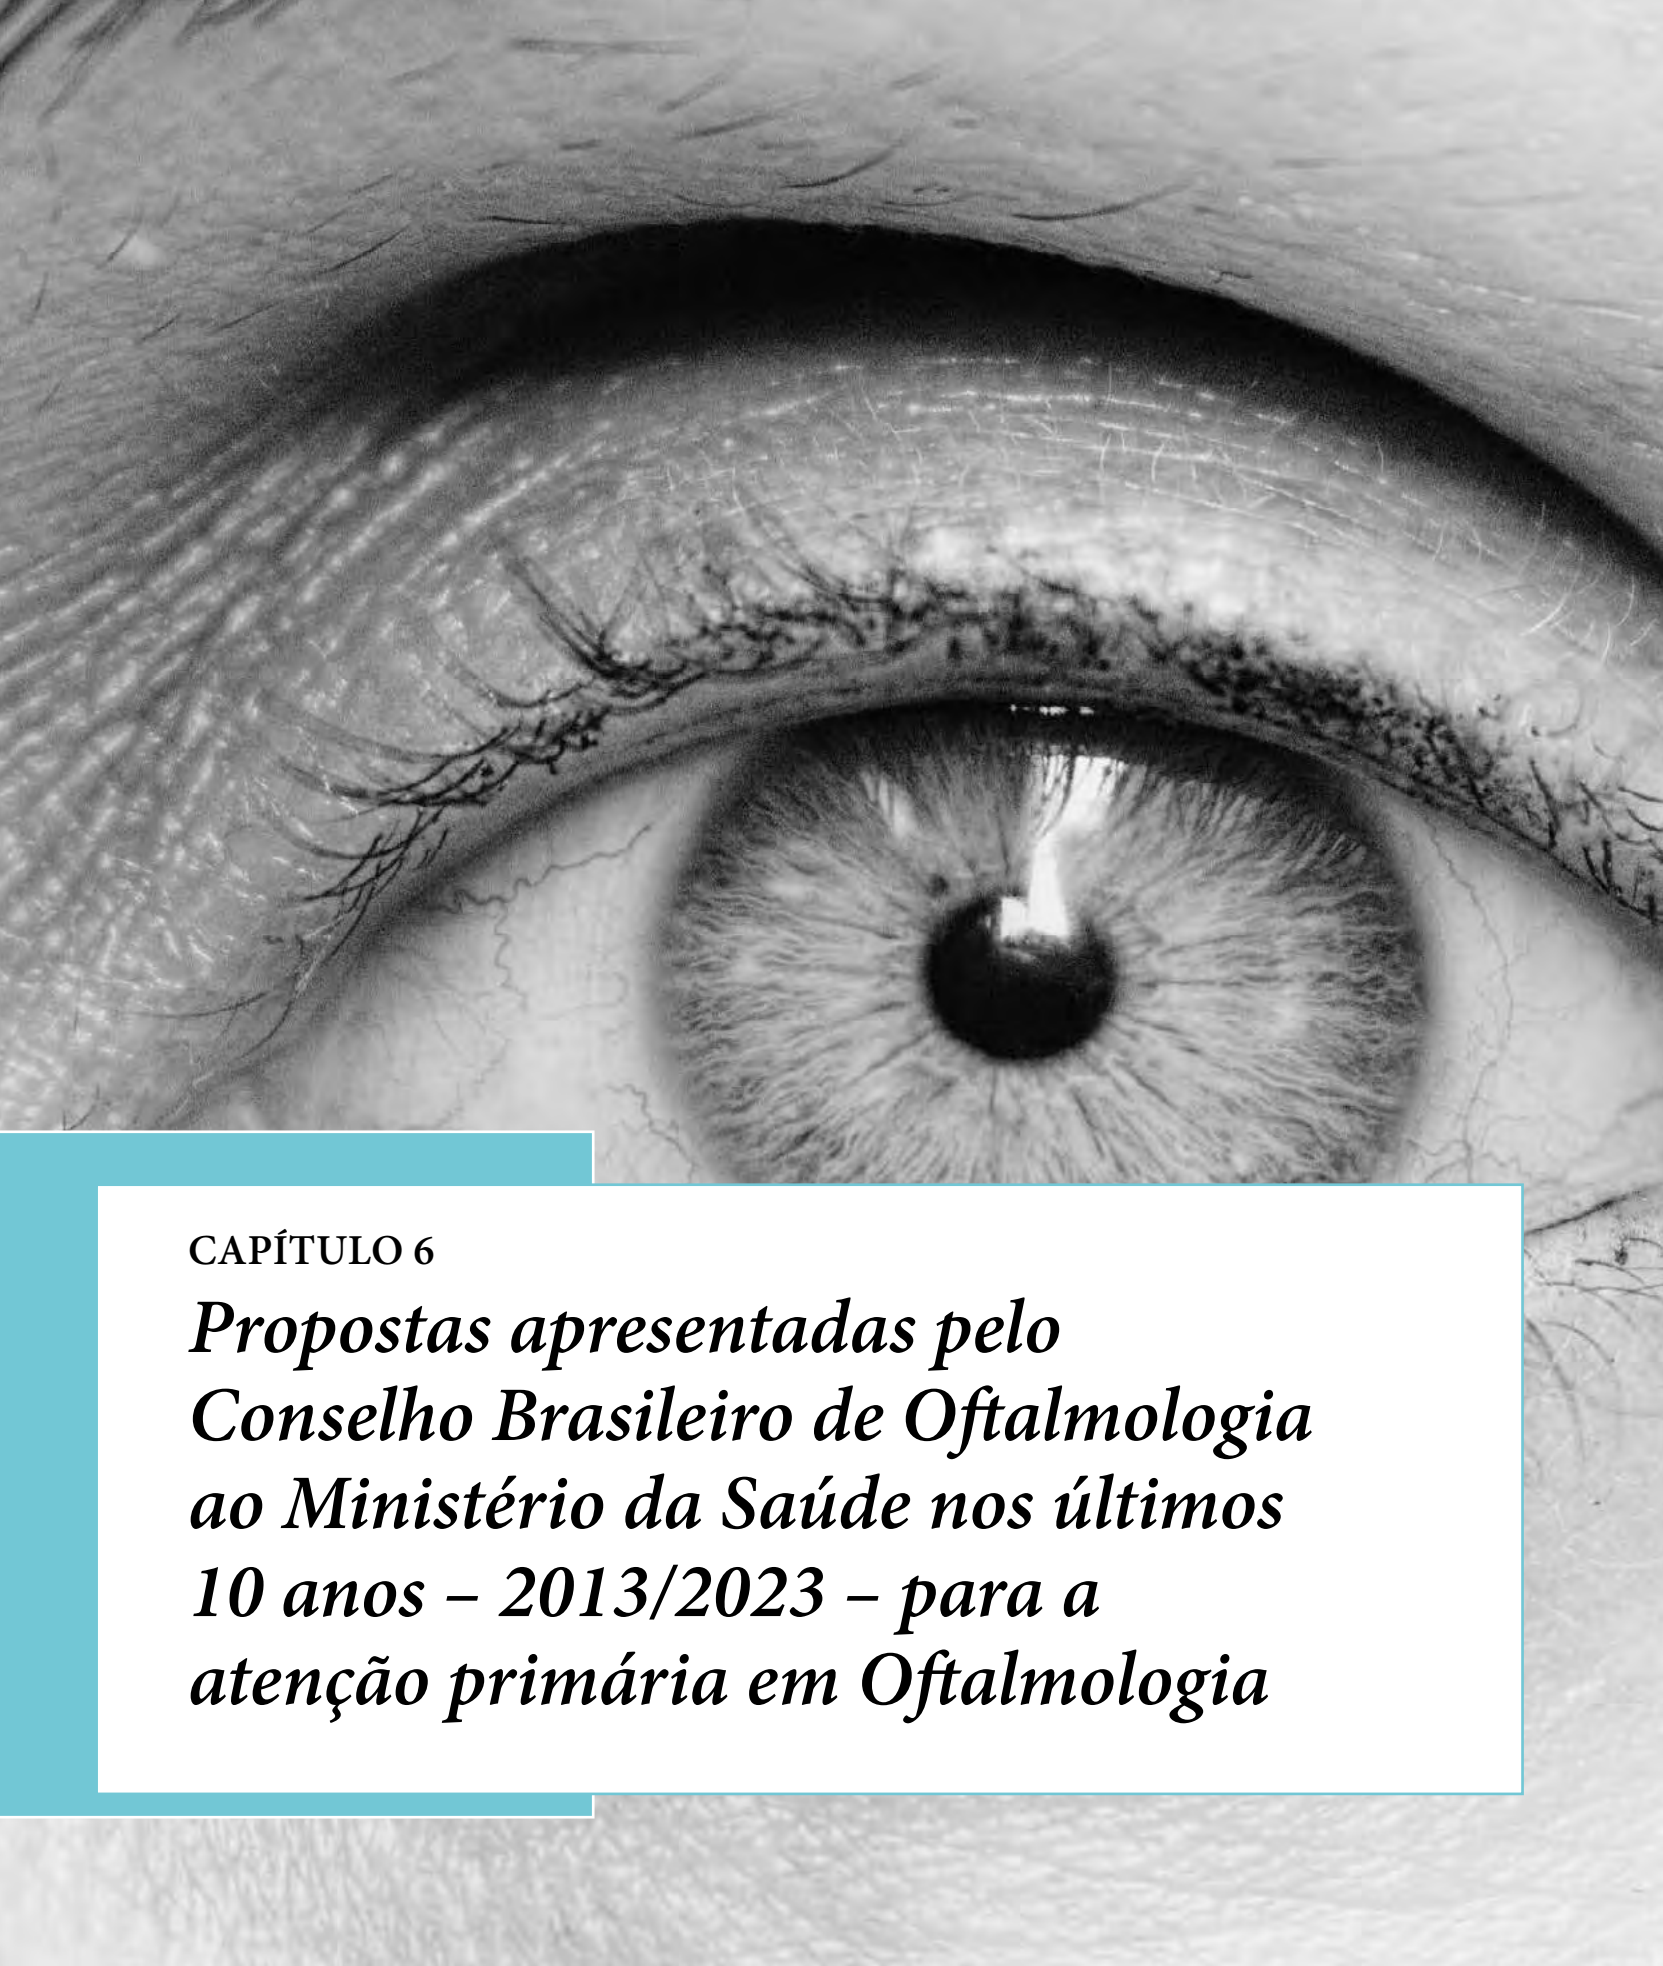 CAPÍTULO 6
Propostas apresentadas pelo
Conselho Brasileiro de Oftalmologia
ao Ministério da Saúde nos últimos
10 anos – 2013/2023 – para a
atenção primária em Oftalmologia